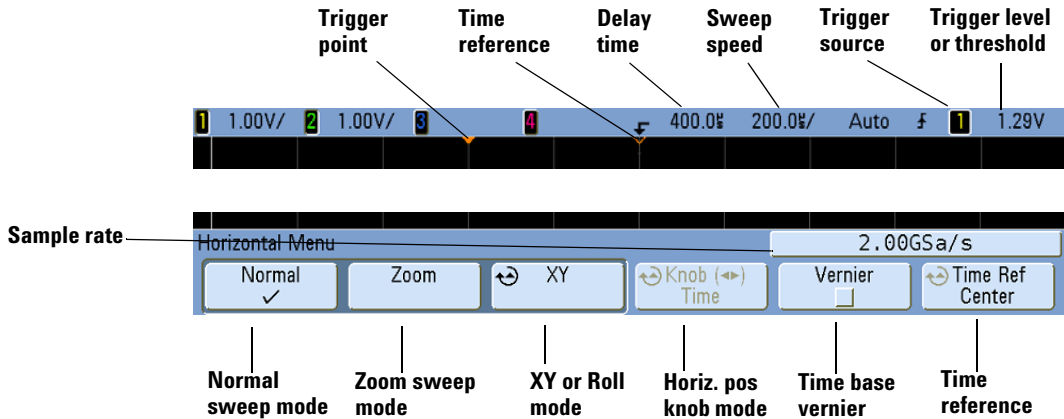 Trigger point
Time reference
Delay time
Sweep speed
Trigger source
Trigger level or threshold
1 1.00V/ 2 1.00V/ 3 4 400.0us 200.0us/ Auto 1 1.29V
Sample rate
Horizontal Menu 2.00GSa/s
Normal
Zoom
XY
Knob (◄►)
Time
Vernier
Time Ref
Center
Normal sweep mode
Zoom sweep mode
XY or Roll mode
Horiz. pos knob mode
Time base vernier
Time reference